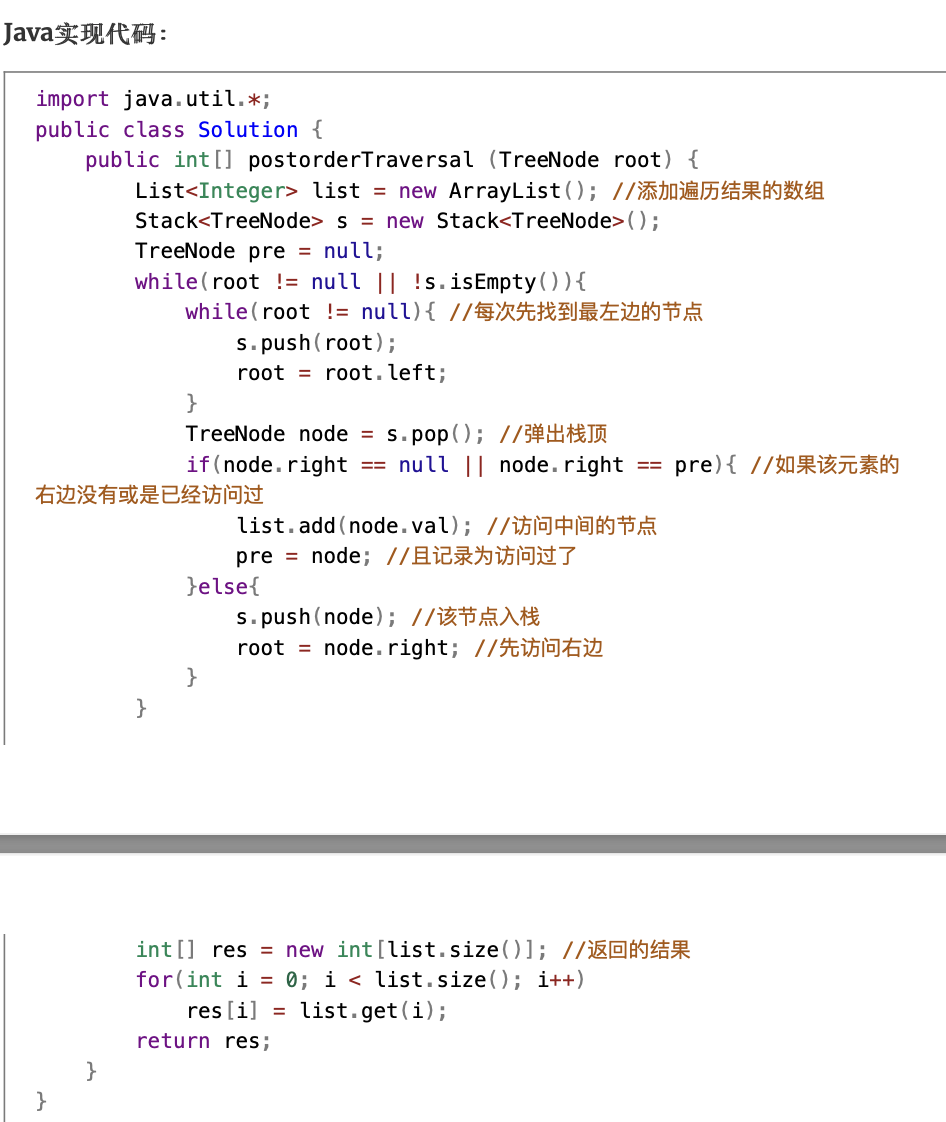 Java实现代码：
import java.util.*;
public class Solution {
    public int[] postorderTraversal (TreeNode root) {
        List<Integer> list = new ArrayList(); //添加遍历结果的数组
        Stack<TreeNode> s = new Stack<TreeNode>();
        TreeNode pre = null;
        while(root != null || !s.isEmpty()){
            while(root != null){ //每次先找到最左边的节点
                s.push(root);
                root = root.left;
            }
            TreeNode node = s.pop(); //弹出栈顶
            if(node.right == null || node.right == pre){ //如果该元素的
右边没有或是已经访问过
                list.add(node.val); //访问中间的节点
                pre = node; //且记录为访问过了
            }else{
                s.push(node); //该节点入栈
                root = node.right; //先访问右边
            }
        }
        int[] res = new int[list.size()]; //返回的结果
        for(int i = 0; i < list.size(); i++)
            res[i] = list.get(i);
        return res;
    }
}